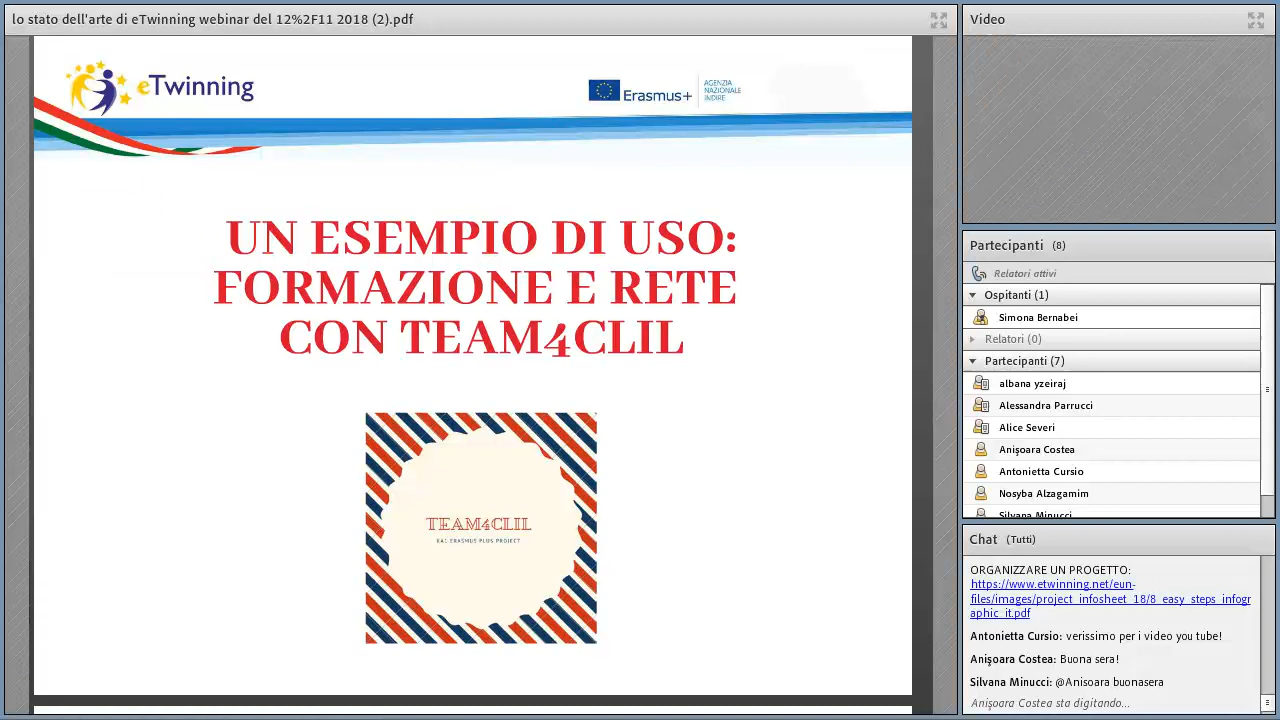 lo stato dell'arte di eTwinning webinar del 12%2F11 2018 (2).pdf
eTwinning
Erasmus+
AGENZIA
NAZIONALE
INDIRE
UN ESEMPIO DI USO:
FORMAZIONE E RETE
CON TEAM4CLIL
TEAM4CLIL
KA1 ERASMUS PLUS PROJECT
Video
Partecipanti (8)
Relatori attivi
Ospitanti (1)
Simona Bernabei
Relatori (0)
Partecipanti (7)
albana yzeiraj
Alessandra Parrucci
Alice Severi
Anişoara Costea
Antonietta Cursio
Nosyba Alzagamim
Silvana Minucci
Chat (Tutti)
ORGANIZZARE UN PROGETTO:
https://www.etwinning.net/eun-
files/images/project_infosheet_18/8_easy_steps_infogr
aphic_it.pdf
Antonietta Cursio: verissimo per i video you tube!
Anişoara Costea: Buona sera!
Silvana Minucci: @Anisoara buonasera
Anişoara Costea sta digitando...